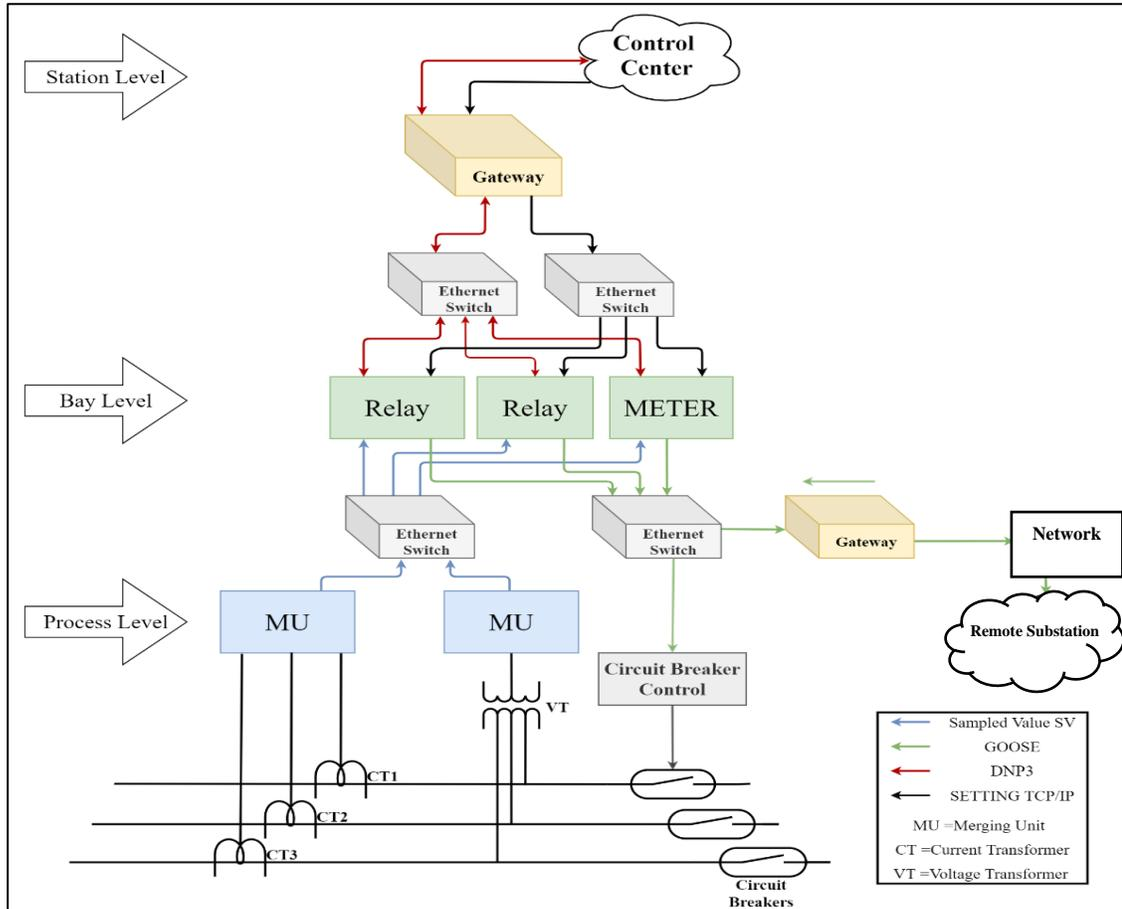 Control
Center
Station Level
Gateway
Ethernet
Switch
Ethernet
Switch
Bay Level
Relay
Relay
METER
Ethernet
Switch
Ethernet
Switch
Gateway
Network
Process Level
MU
MU
Remote Substation
Circuit Breaker
Control
VT
CT1
CT2
CT3
Circuit
Breakers
Sampled Value SV
GOOSE
DNP3
SETTING TCP/IP
MU =Merging Unit
CT =Current Transformer
VT =Voltage Transformer